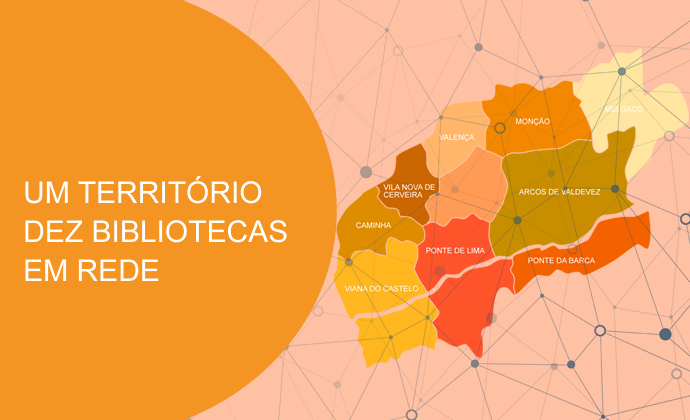 UM TERRITÓRIO
DEZ BIBLIOTECAS
EM REDE
MELGAÇO
MONÇÃO
VALENÇA
VILA NOVA DE
CERVEIRA
ARCOS DE VALDEVEZ
CAMINHA
PONTE DE LIMA
PONTE DA BARCA
VIANA DO CASTELO